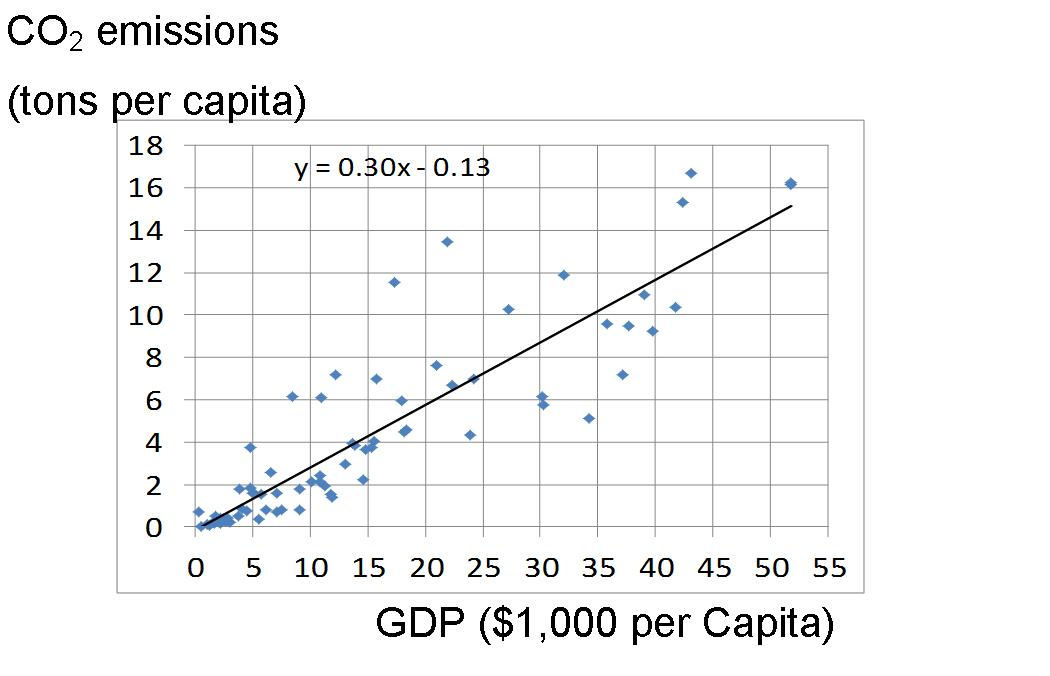 CO₂ emissions
(tons per capita)
y = 0.30x - 0.13
18
16
14
12
10
8
6
4
2
0
0 5 10 15 20 25 30 35 40 45 50 55
GDP ($1,000 per Capita)